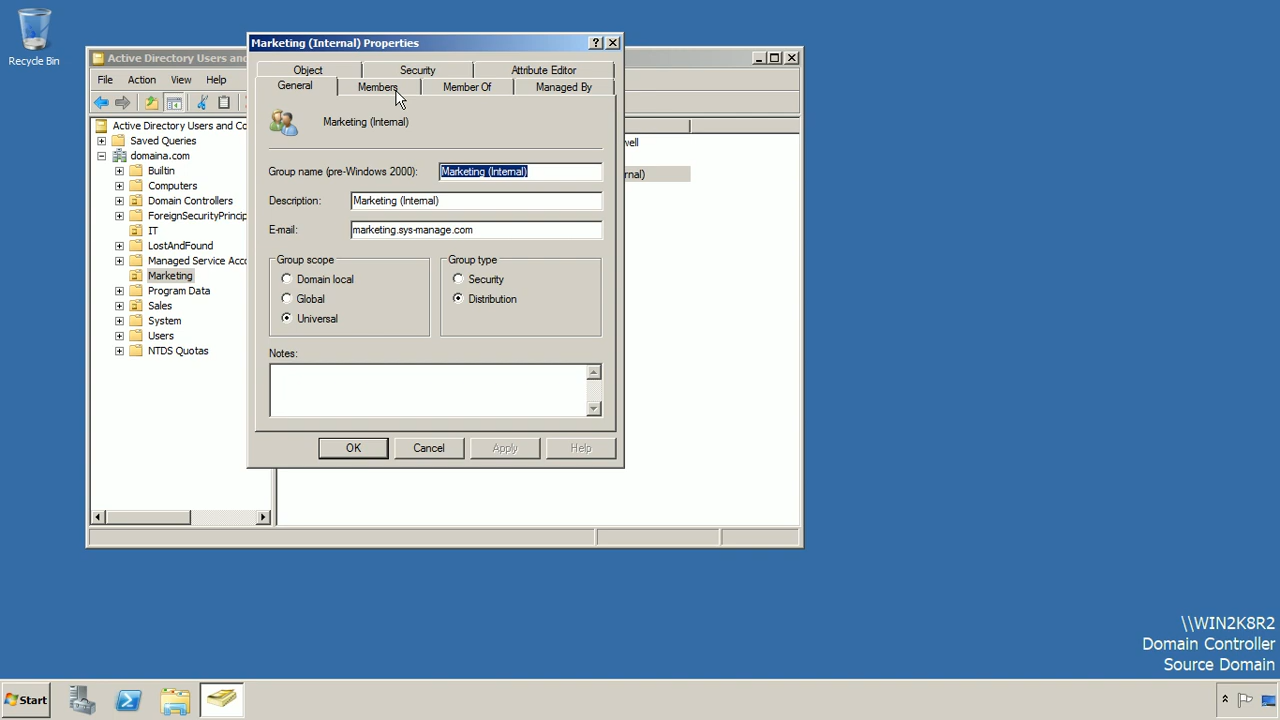 Recycle Bin
Active Directory Users and
File Action View Help
Active Directory Users and Co
Saved Queries
domaina.com
Builtin
Computers
Domain Controllers
ForeignSecurityPrincip
IT
LostAndFound
Managed Service Acco
Marketing
Program Data
Sales
System
Users
NTDS Quotas
Marketing (Internal) Properties
Object Security Attribute Editor
General Members Member Of Managed By
Marketing (Internal)
Group name (pre-Windows 2000): Marketing (Internal)
Description: Marketing (Internal)
E-mail: marketing.sys-manage.com
Group scope
Domain local
Global
Universal
Group type
Security
Distribution
Notes:
OK Cancel Apply Help
well
rnal)
\\WIN2K8R2
Domain Controller
Source Domain
Start